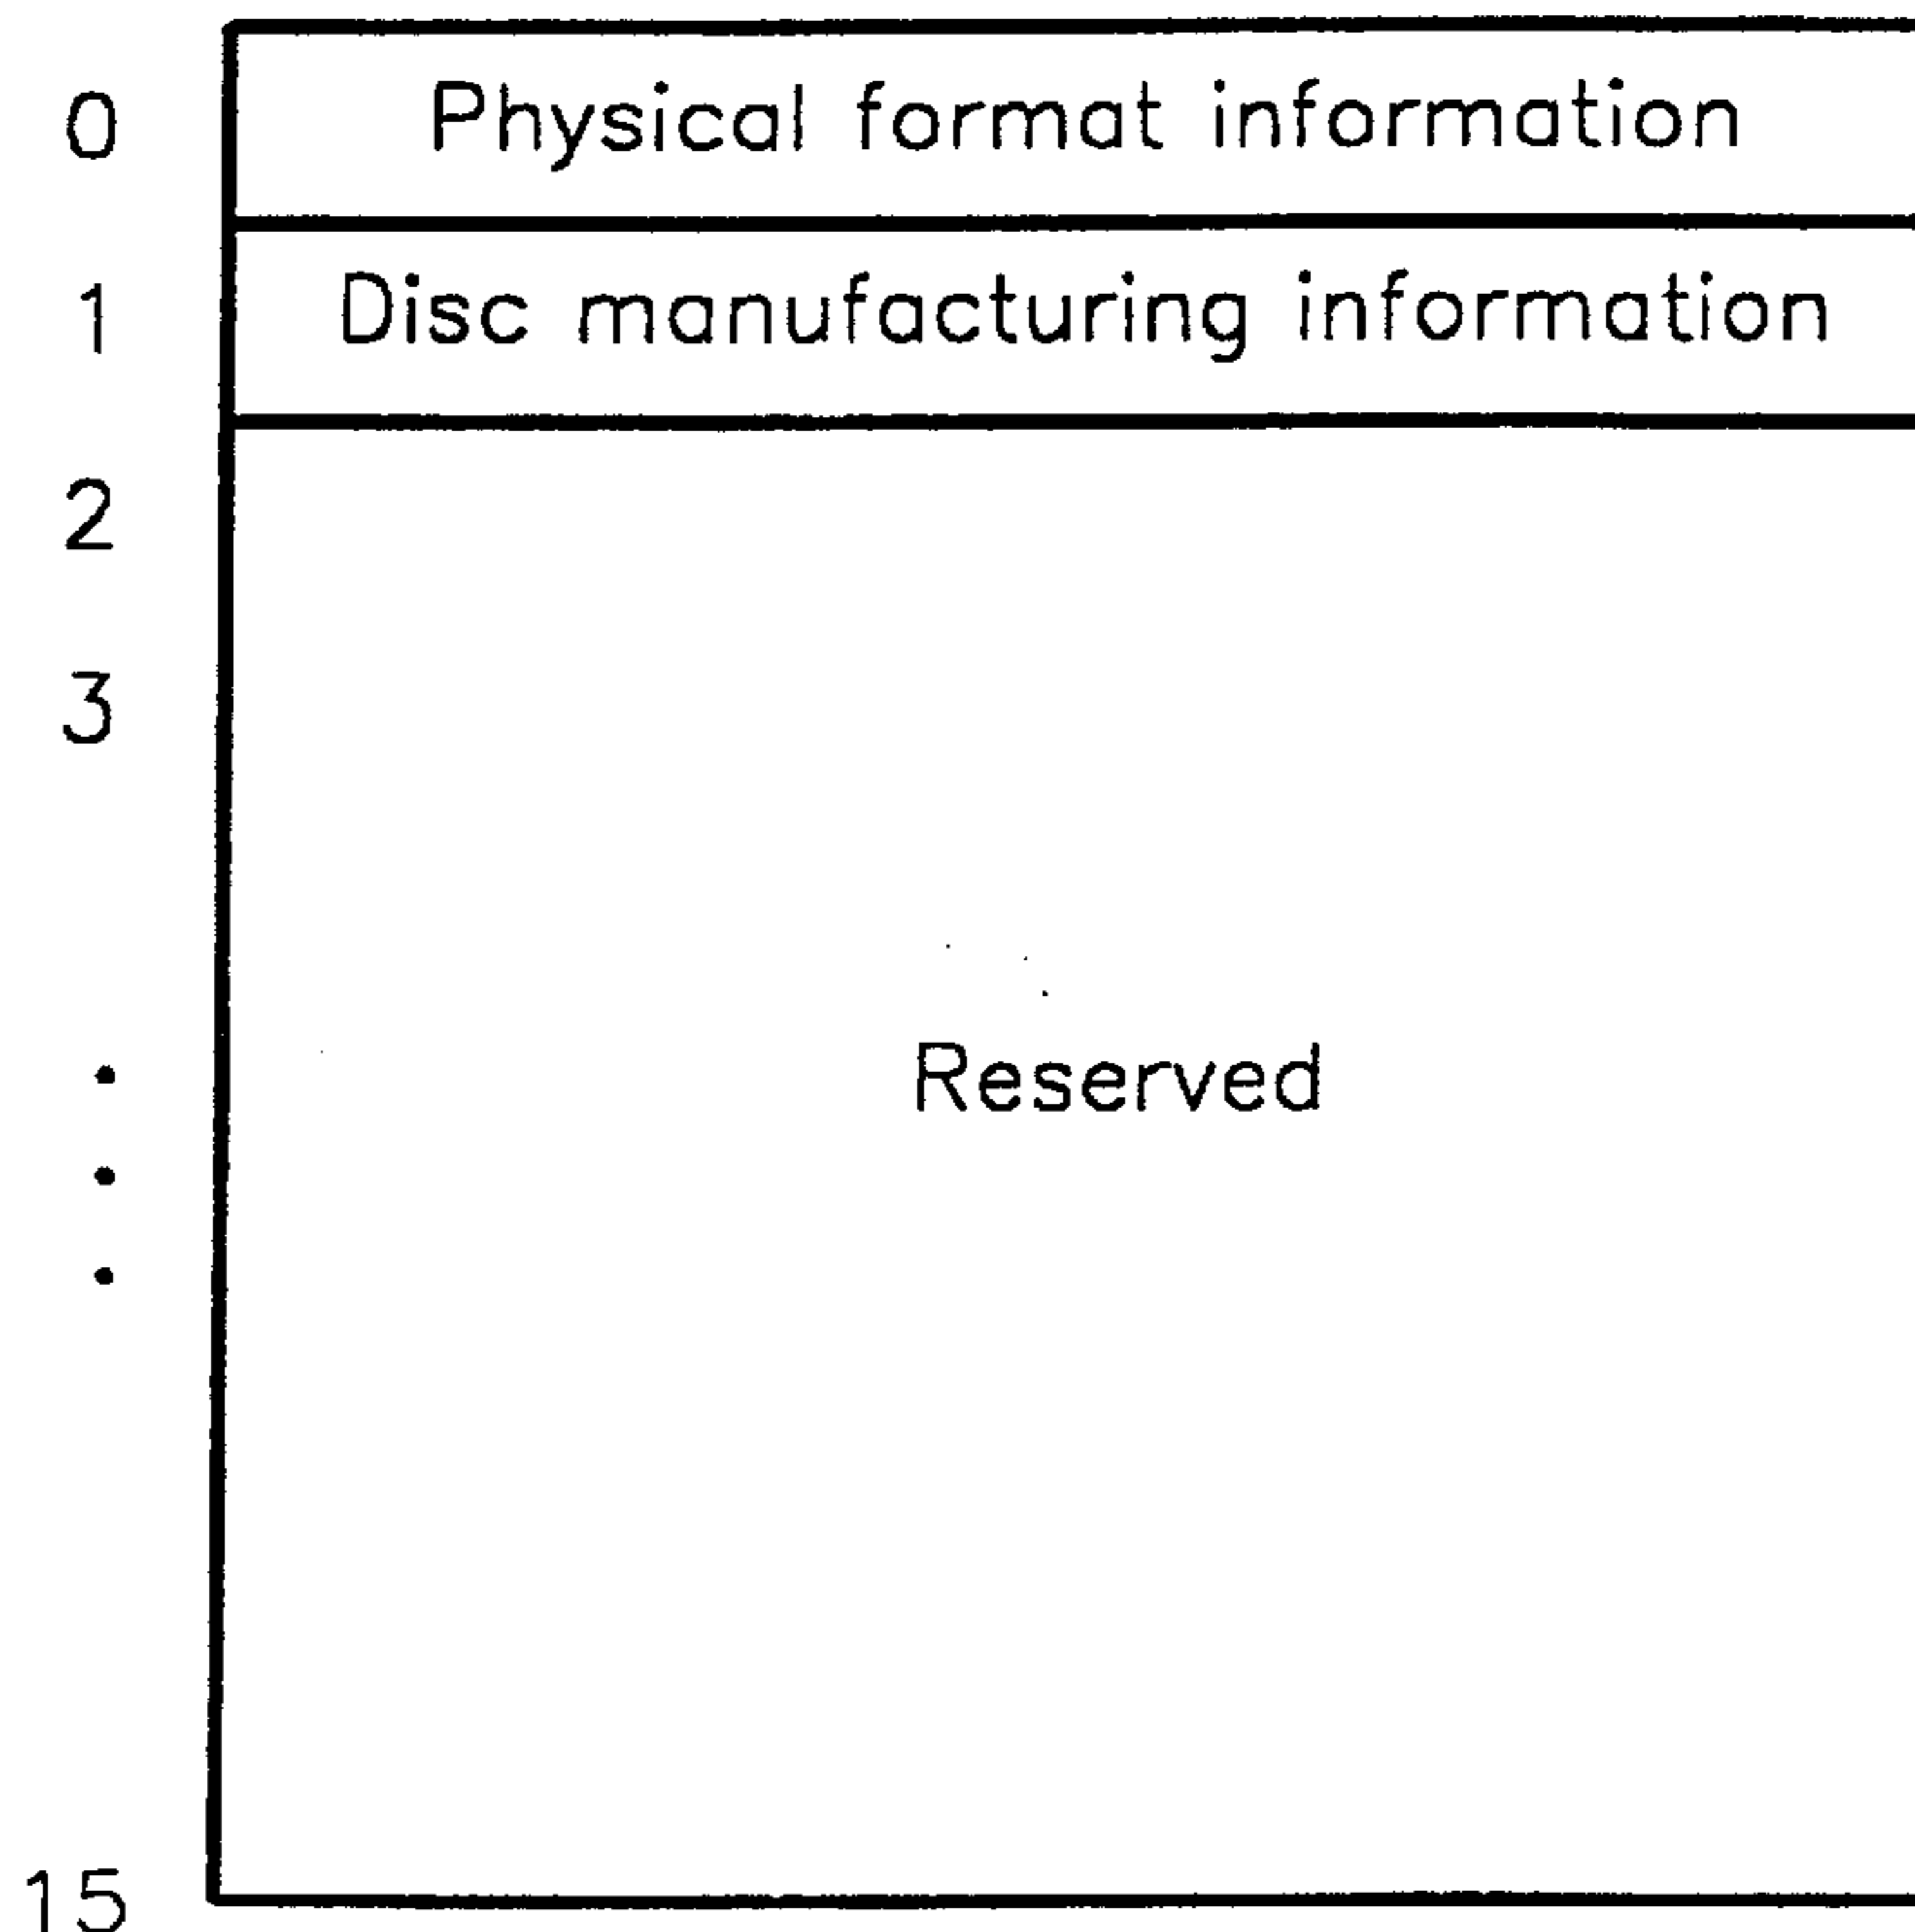 0 Physical format information
1 Disc manufacturing information
2
3
Reserved
15